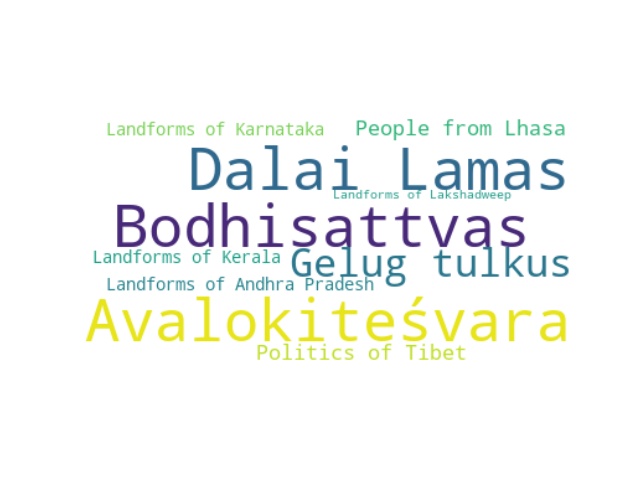 Landforms of Karnataka
People from Lhasa
Dalai Lamas
Landforms of Lakshadweep
Bodhisattvas
Landforms of Kerala
Gelug tulkus
Landforms of Andhra Pradesh
Avalokiteśvara
Politics of Tibet